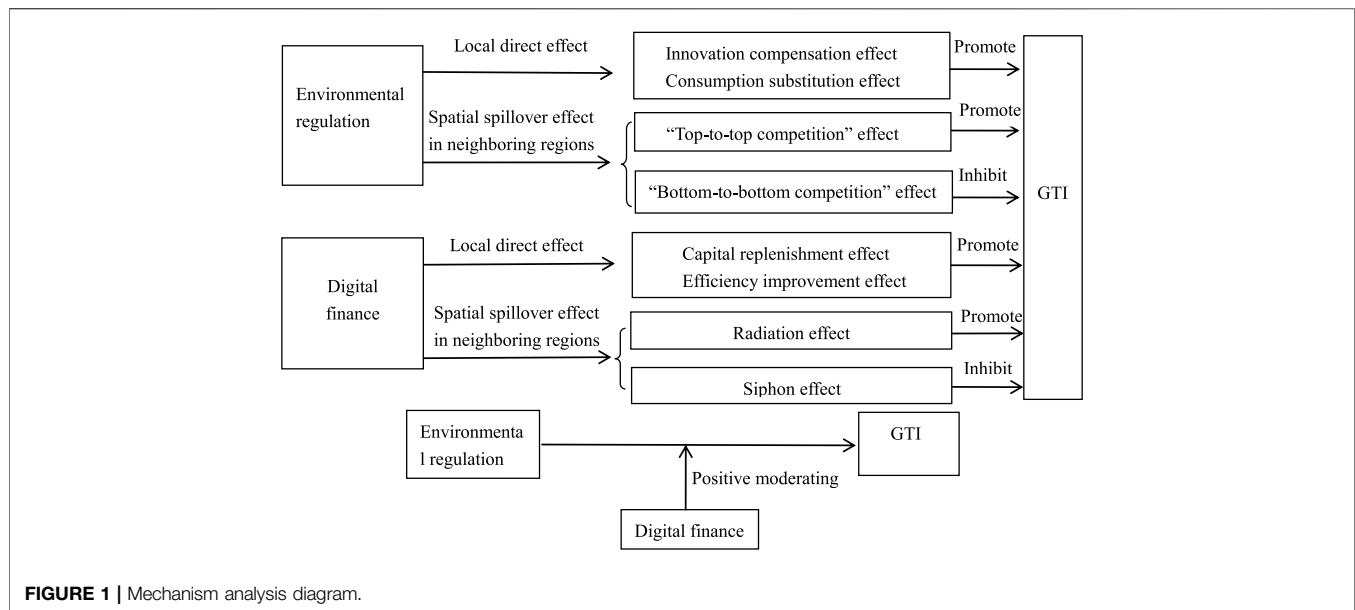 Environmental
regulation
Local direct effect
Innovation compensation effect
Consumption substitution effect
Promote
Spatial spillover effect
in neighboring regions
“Top-to-top competition” effect
Promote
“Bottom-to-bottom competition” effect
Inhibit
GTI
Digital
finance
Local direct effect
Capital replenishment effect
Efficiency improvement effect
Promote
Spatial spillover effect
in neighboring regions
Radiation effect
Promote
Siphon effect
Inhibit
Environmenta
l regulation
GTI
Positive moderating
Digital finance
FIGURE 1 | Mechanism analysis diagram.